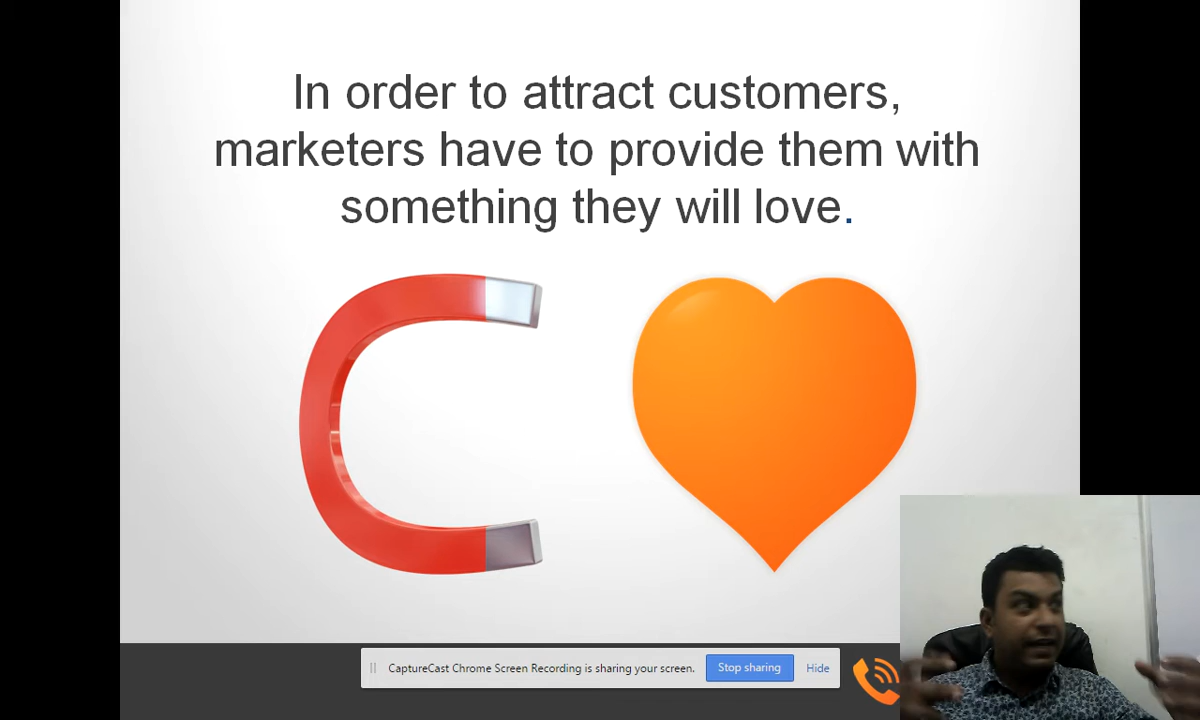 In order to attract customers,
marketers have to provide them with
something they will love.
CaptureCast Chrome Screen Recording is sharing your screen. Stop sharing Hide